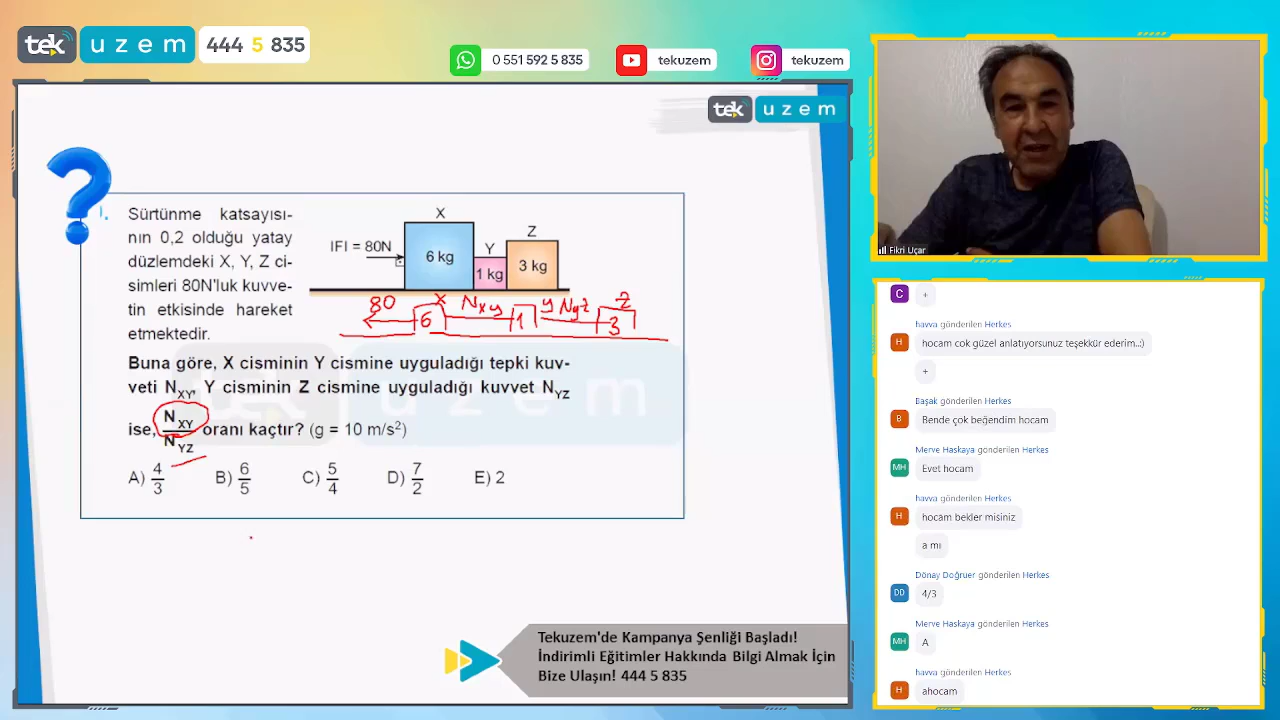 tek uzem 444 5 835
0 551 592 5 835
tekuzem
tekuzem
tek uzem
1.
Sürtünme katsayısı-
nın 0,2 olduğu yatay
düzlemdeki X, Y, Z ci-
simleri 80N'luk kuvve-
tin etkisinde hareket
etmektedir.
X
Z
Y
IFI = 80N
6 kg
1 kg
3 kg
80 X Nxy y Nyz z
6 1 3
Buna göre, X cisminin Y cismine uyguladığı tepki kuv-
veti NXY, Y cisminin Z cismine uyguladığı kuvvet NYZ
ise, NXY/NYZ oranı kaçtır? (g = 10 m/s²)
A) 4/3 B) 6/5 C) 5/4 D) 7/2 E) 2
uzem
Tekuzem'de Kampanya Şenliği Başladı!
İndirimli Eğitimler Hakkında Bilgi Almak İçin
Bize Ulaşın! 444 5 835
Fikri Uçar
C
+
havva gönderilen Herkes
H
hocam cok güzel anlatıyorsunuz teşekkür ederim..:)
+
Başak gönderilen Herkes
B
Bende çok beğendim hocam
Merve Haskaya gönderilen Herkes
MH
Evet hocam
havva gönderilen Herkes
H
hocam bekler misiniz
a mı
Dönay Doğruer gönderilen Herkes
DD
4/3
Merve Haskaya gönderilen Herkes
MH
A
havva gönderilen Herkes
H
ahocam